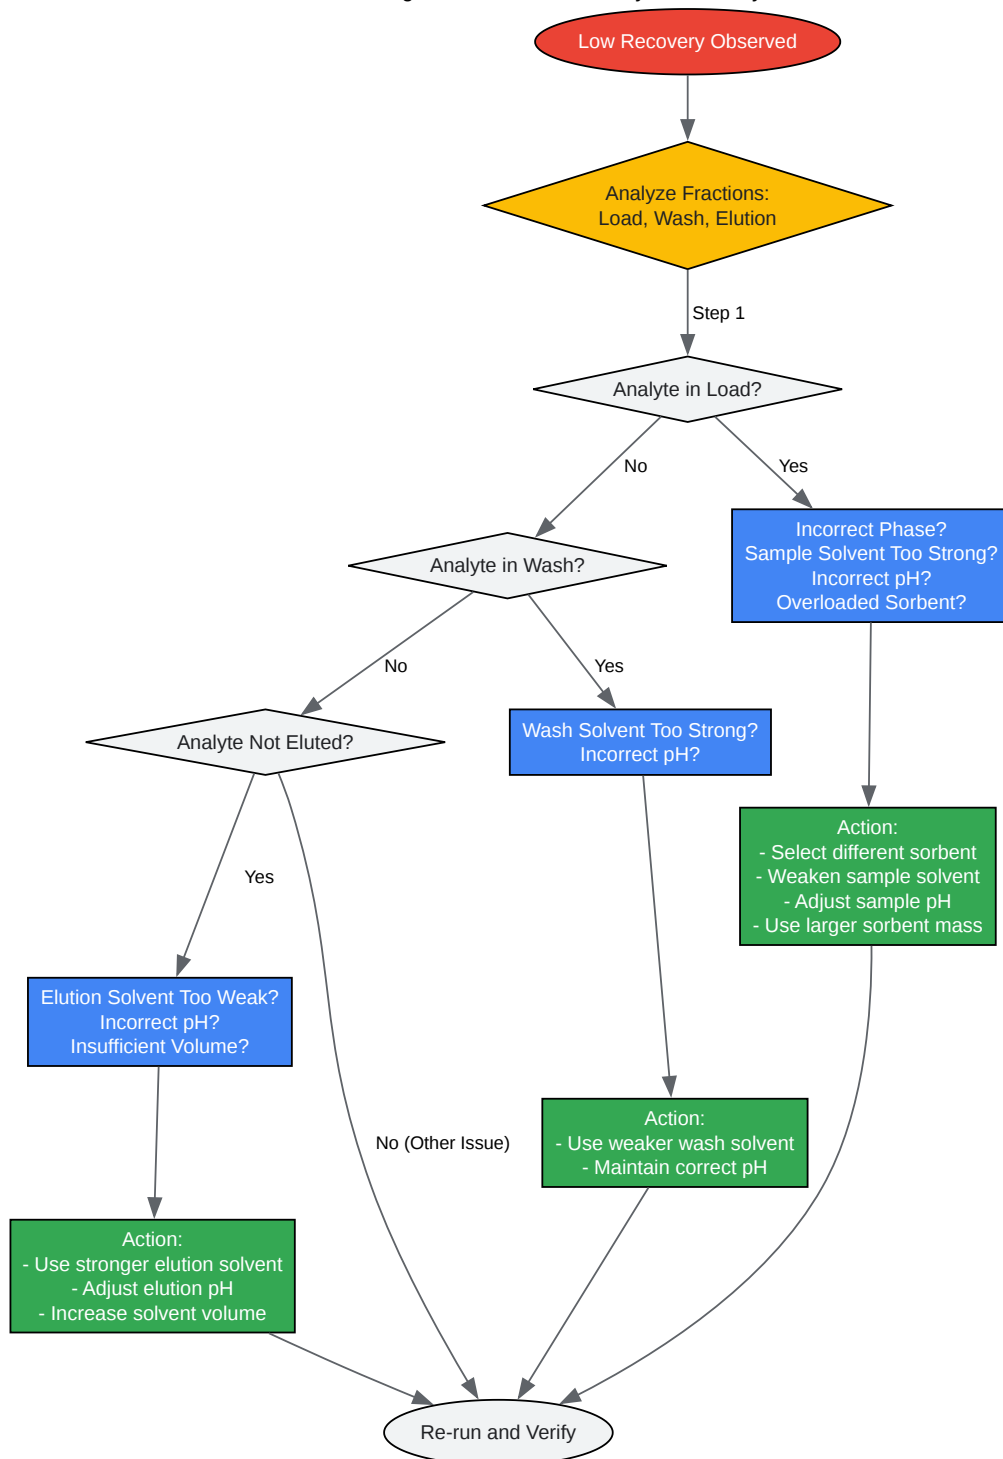 Low Recovery Observed
Analyze Fractions:
Load, Wash, Elution
Step 1
Analyte in Load?
No
Yes
Incorrect Phase?
Sample Solvent Too Strong?
Incorrect pH?
Overloaded Sorbent?
Analyte in Wash?
No
Yes
Wash Solvent Too Strong?
Incorrect pH?
Analyte Not Eluted?
Action:
- Select different sorbent
- Weaken sample solvent
- Adjust sample pH
- Use larger sorbent mass
Yes
Elution Solvent Too Weak?
Incorrect pH?
Insufficient Volume?
No (Other Issue)
Action:
- Use weaker wash solvent
- Maintain correct pH
Action:
- Use stronger elution solvent
- Adjust elution pH
- Increase solvent volume
Re-run and Verify